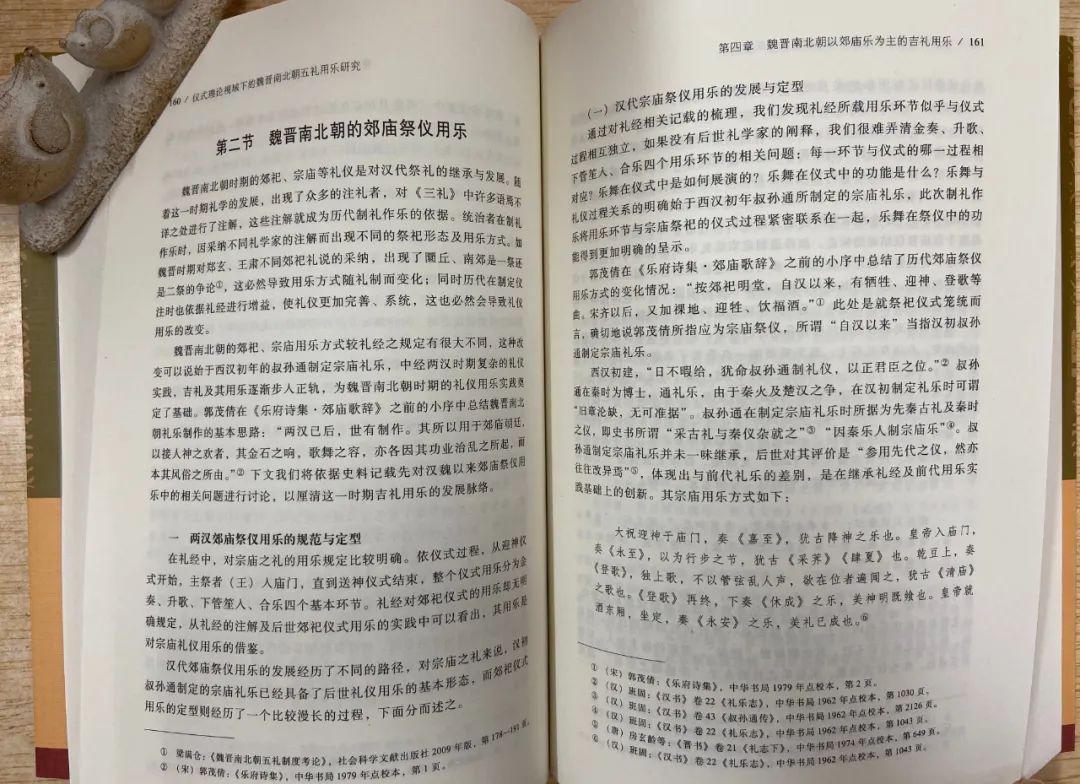 160 / 仪式理论视域下的魏晋南北朝五礼用乐研究
第二节 魏晋南北朝的郊庙祭仪用乐
魏晋南北朝时期的郊祀、宗庙等礼仪是对汉代祭礼的继承与发展。随
着这一时期礼学的发展，出现了众多的注礼者，对《三礼》中许多语焉不
详之处进行了注解，这些注解就成为历代制礼作乐的依据。统治者在制礼
作乐时，因采纳不同礼学家的注解而出现不同的祭祀形态及用乐方式。如
魏晋时期对郑玄、王肃不同郊祀礼说的采纳，出现了圜丘、南郊是一祭还
是二祭的争论①，这必然导致用乐方式随礼制而变化；同时历代在制定仪
注时也依据礼经进行增益，使礼仪更加完善、系统，这也必然会导致礼仪
用乐的改变。
魏晋南北朝的郊祀、宗庙用乐方式较礼经之规定有很大不同，这种改
变可以说始于西汉初年的叔孙通制定宗庙礼乐，中经两汉时期复杂的礼仪
实践，吉礼及其用乐逐渐步入正轨，为魏晋南北朝时期的礼仪用乐实践奠
定了基础。郭茂倩在《乐府诗集·郊庙歌辞》之前的小序中总结魏晋南北
朝礼乐制作的基本思路：“两汉已后，世有制作。其所以用于郊庙朝廷，
以接人神之欢者，其金石之响，歌舞之容，亦各因其功业治乱之所起，而
本其风俗之所由。”② 下文我们将依据史料记载先对汉魏以来郊庙祭仪用
乐中的相关问题进行讨论，以厘清这一时期吉礼用乐的发展脉络。
一 两汉郊庙祭仪用乐的规范与定型
在礼经中，对宗庙之礼的用乐规定比较明确。依仪式过程，从迎神仪
式开始，主祭者（王）入庙门，直到送神仪式结束，整个仪式用乐分为金
奏、升歌、下管笙入、合乐四个基本环节。礼经对郊祀仪式的用乐却无明
确规定，从礼经的注解及后世郊祀仪式用乐的实践中可以看出，其用乐是
对宗庙礼仪用乐的借鉴。
汉代郊庙祭仪用乐的发展经历了不同的路径，对宗庙之礼来说，汉初
叔孙通制定的宗庙礼乐已经具备了后世礼仪用乐的基本形态，而郊祀仪式
用乐的定型则经历了一个比较漫长的过程，下面分而述之。
① 梁满仓：《魏晋南北朝五礼制度考论》，社会科学文献出版社 2009 年版，第 178—191 页。
② （宋）郭茂倩：《乐府诗集》，中华书局 1979 年点校本，第 1 页。
第四章 魏晋南北朝以郊庙乐为主的吉礼用乐 / 161
（一）汉代宗庙祭仪用乐的发展与定型
通过对礼经相关记载的梳理，我们发现礼经所载用乐环节似乎与仪式
过程相互独立，如果没有后世礼学家的阐释，我们很难弄清金奏、升歌、
下管笙入、合乐四个用乐环节的相关问题；每一环节与仪式的哪一过程相
对应？乐舞在仪式中是如何展演的？乐舞在仪式中的功能是什么？乐舞与
礼仪过程关系的明确始于西汉初年叔孙通所制定的宗庙礼乐，此次制礼作
乐将用乐环节与宗庙祭祀的仪式过程紧密联系在一起，乐舞在祭仪中的功
能得到更加明确的呈示。
郭茂倩在《乐府诗集·郊庙歌辞》之前的小序中总结了历代郊庙祭仪
用乐方式的变化情况：“按郊祀明堂，自汉以来，有牺牲、迎神、登歌等
曲。宋齐以后，又加祼地、迎牲、饮福酒。”① 此处是就祭祀仪式笼统而
言，确切地说郭茂倩所指应为宗庙祭仪，所谓“自汉以来”当指汉初叔孙
通制定宗庙礼乐。
西汉初建，“日不暇给，犹命叔孙通制礼仪，以正君臣之位。”② 叔孙
通在秦时为博士，通礼乐，由于秦火及楚汉之争，在汉初制定礼乐时可谓
“旧章沦缺，无可准据”。叔孙通在制定宗庙礼乐时所据为先秦古礼及秦时
之仪，即史书所谓“采古礼与秦仪杂就之”③“因秦乐人制宗庙乐”④。叔
孙通制定宗庙礼乐并未一味继承，后世对其评价是“参用先代之仪，然亦
往往改异焉”⑤，体现出与前代礼乐的差别，是在继承礼经及前代用乐实
践基础上的创新。其宗庙用乐方式如下：
大祝迎神于庙门，奏《嘉至》，犹古降神之乐也。皇帝入庙门，
奏《永至》，以为行步之节，犹古《采荠》《肆夏》也。乾豆上，奏
《登歌》，独上歌，不以管弦乱人声，欲在位者遍闻之，犹古《清庙》
之歌也。《登歌》再终，下奏《休成》之乐，美神明既飨也。皇帝就
酒东厢，坐定，奏《永安》之乐，美礼已成也。⑥
① （宋）郭茂倩：《乐府诗集》，中华书局 1979 年点校本，第 2 页。
② （汉）班固：《汉书》卷 22《礼乐志》，中华书局 1962 年点校本，第 1030 页。
③ （汉）班固：《汉书》卷 43《叔孙通传》，中华书局 1962 年点校本，第 2126 页。
④ （汉）班固：《汉书》卷 22《礼乐志》，中华书局 1962 年点校本，第 1043 页。
⑤ （唐）房玄龄等：《晋书》卷 21《礼志下》，中华书局 1974 年点校本，第 649 页。
⑥ （汉）班固：《汉书》卷 22《礼乐志》，中华书局 1962 年点校本，第 1043 页。